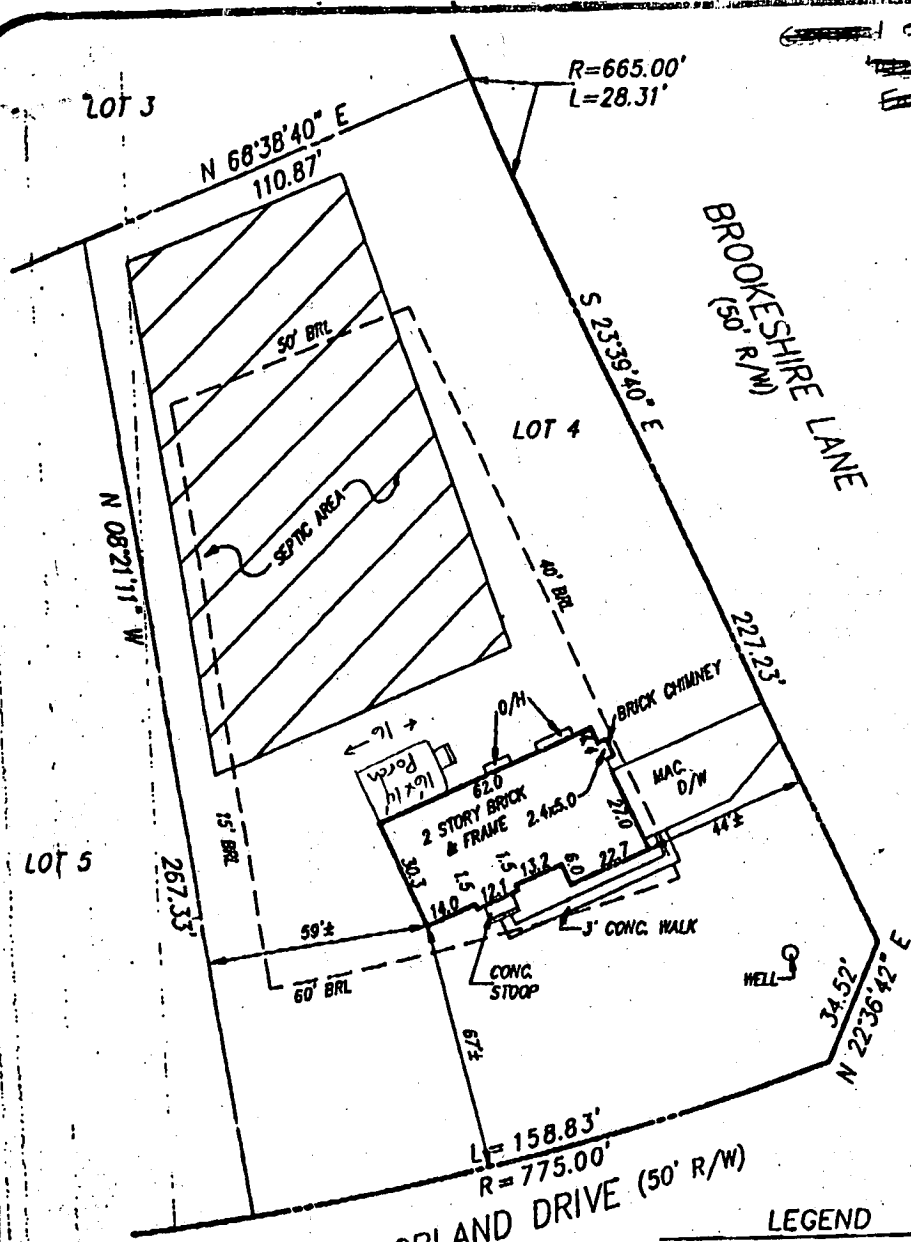 R=665.00'
L=28.31'
LOT 3
N 68°38'40" E
110.87'
BROOKESHIRE LANE
(50' R/W)
S 23°39'40" E
50' BRL
LOT 4
SEPTIC AREA
N 08°21'11" W
40' BRL
227.23'
O/H
BRICK CHIMNEY
← 16 →
16x14
Porch
62.0
MAC.
D/W
2 STORY BRICK
& FRAME
2.4x5.0
27.0
44'±
15' BRL
LOT 5
267.33'
30.3
14.0
1.5
12.1
1.5
13.2
6.0
22.7
59'±
3' CONC. WALK
60' BRL
CONC.
STOOP
WELL
34.52'
N 22°36'42" E
67'±
L = 158.83'
R = 775.00'
DRIVE (50' R/W)
LEGEND